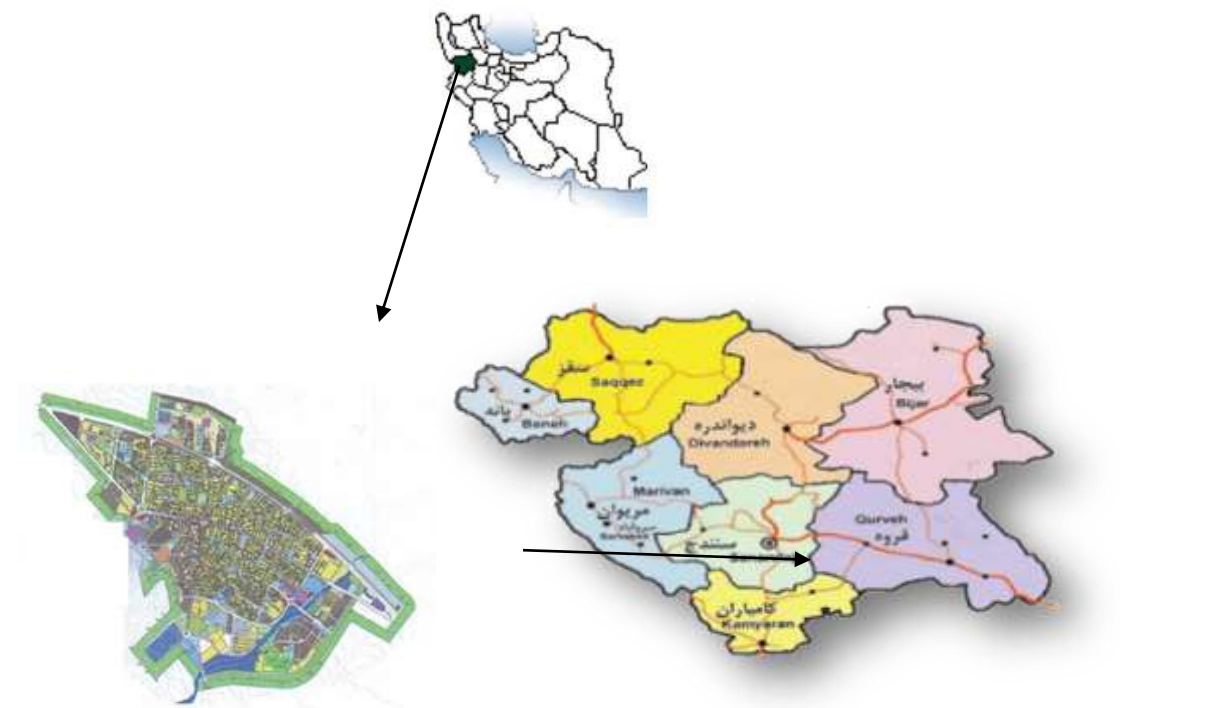 سقز
Saqqez
بانه
Baneh
دیواندره
Divandareh
بیجار
Bijar
Marivan
مریوان
سنندج
Qurveh
قروه
کامیاران
Kamyaran